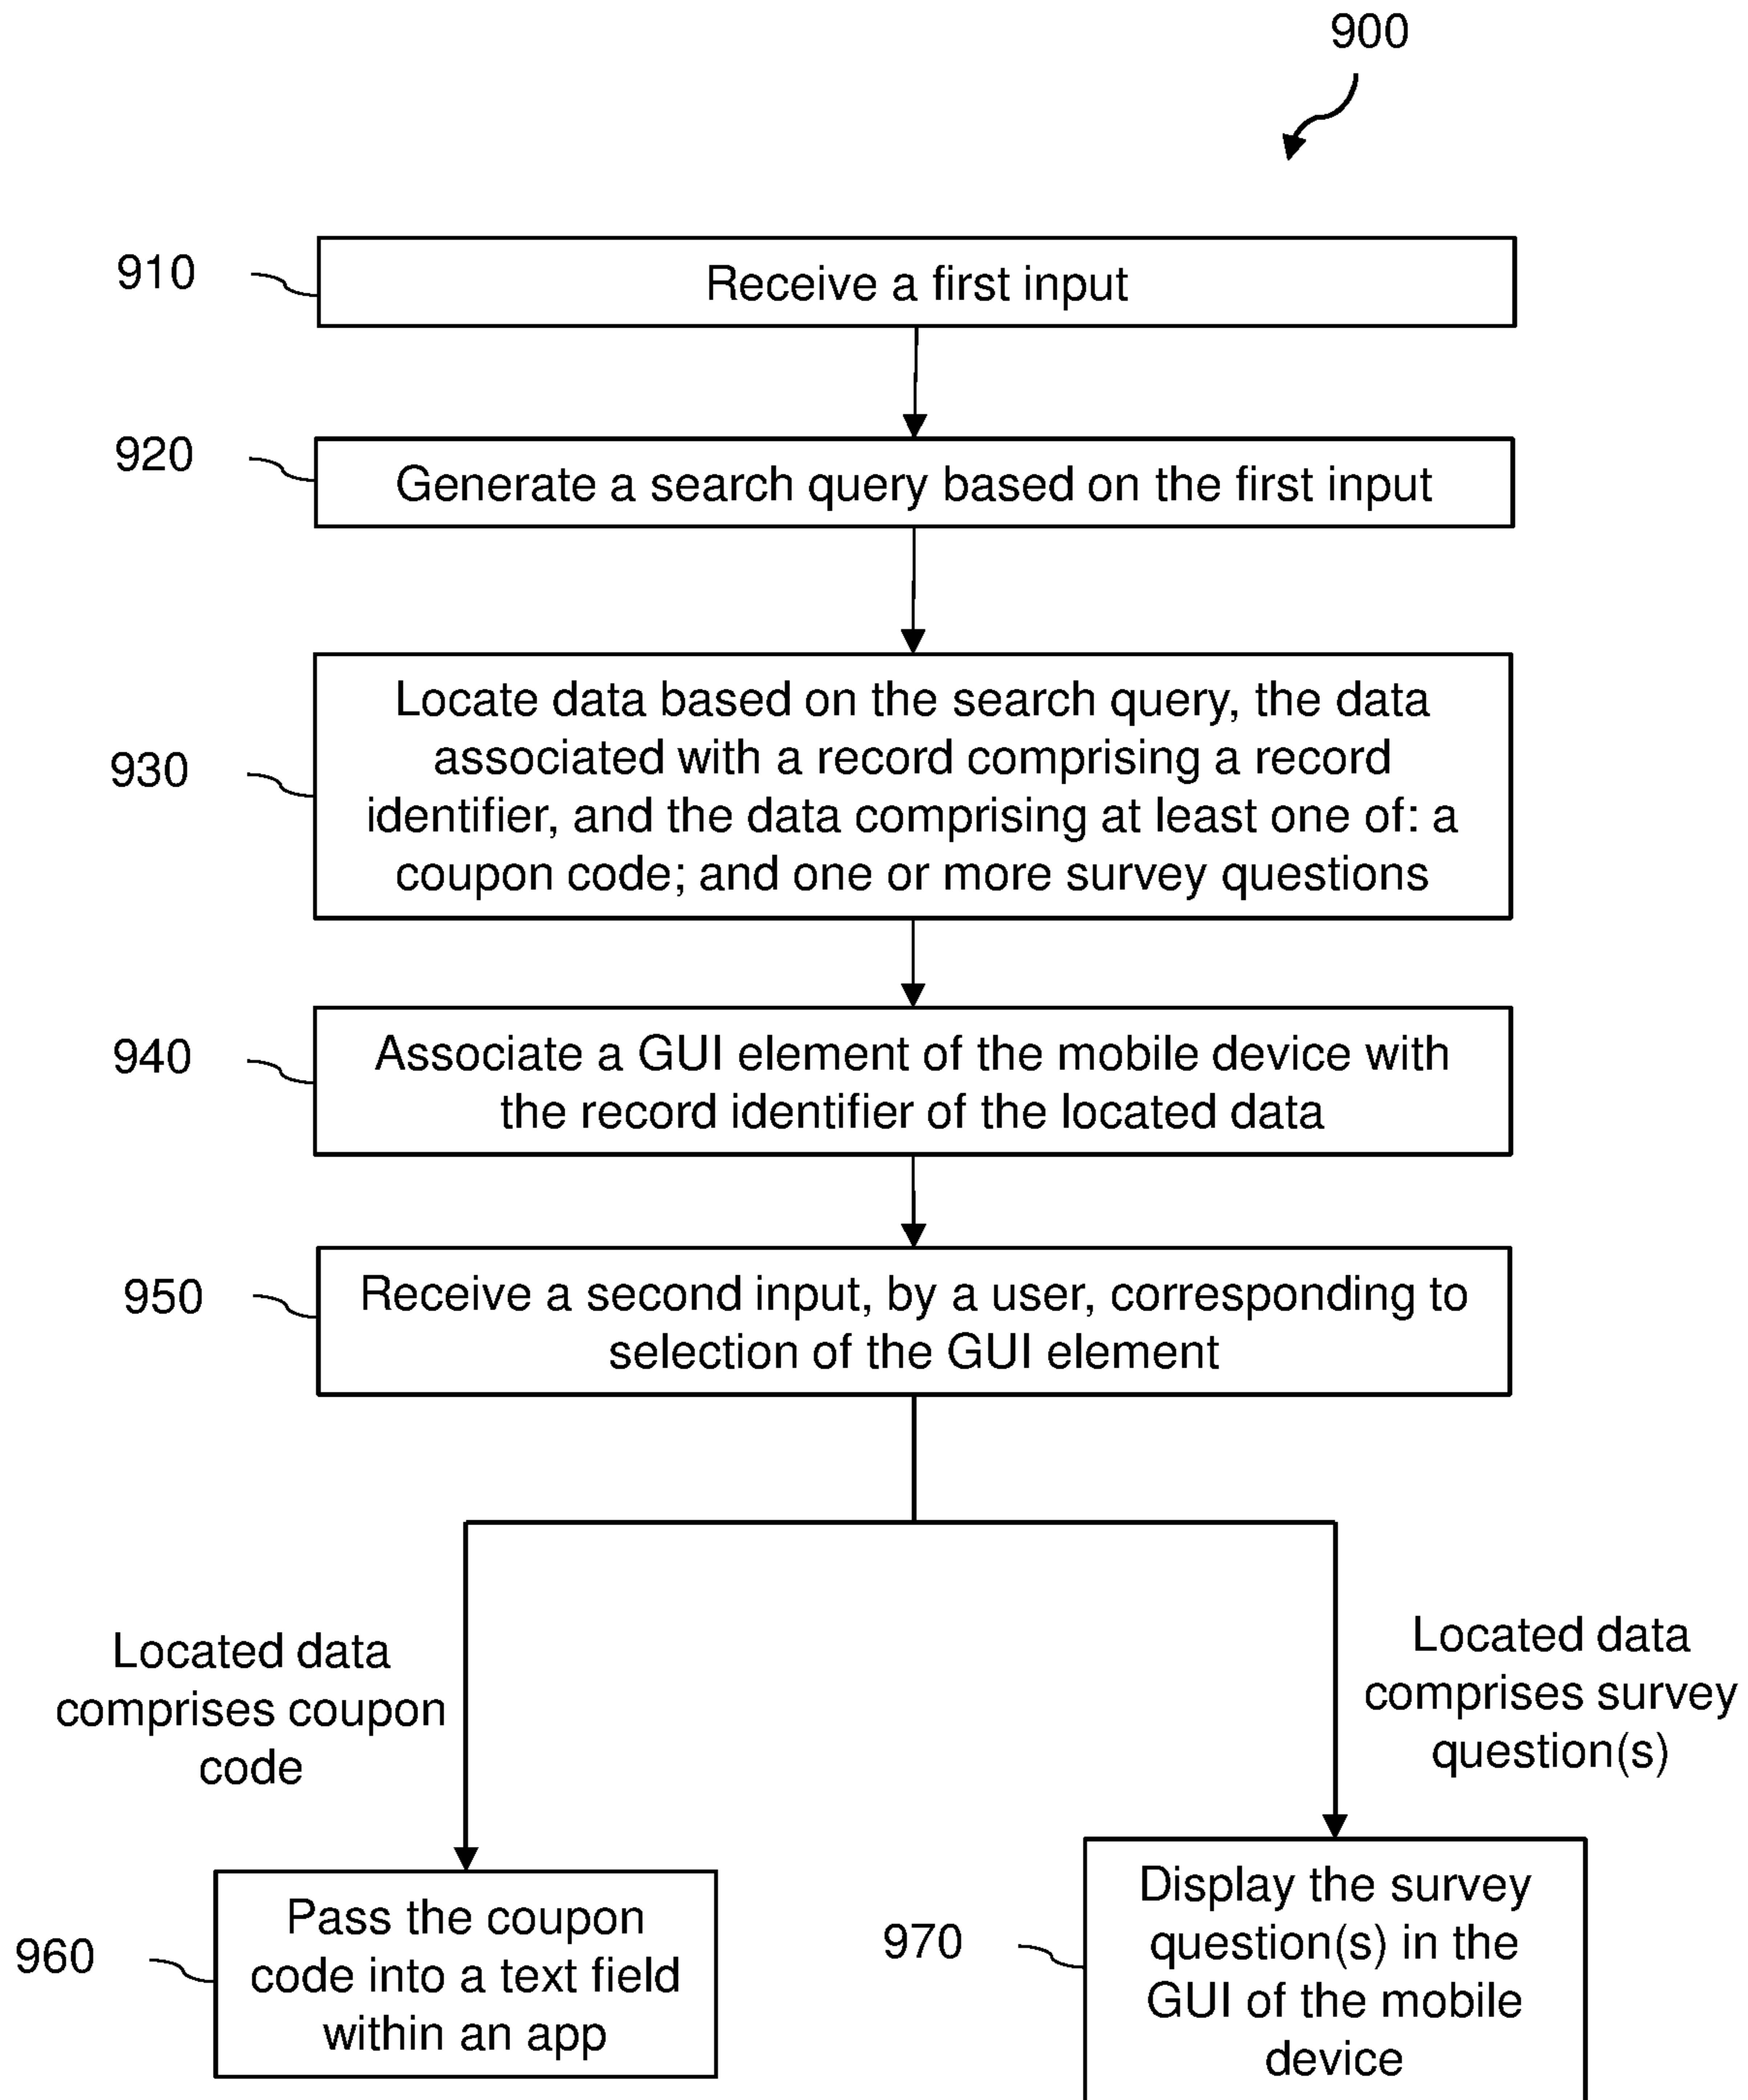 900
910
Receive a first input
920
Generate a search query based on the first input
930
Locate data based on the search query, the data
associated with a record comprising a record
identifier, and the data comprising at least one of: a
coupon code; and one or more survey questions
940
Associate a GUI element of the mobile device with
the record identifier of the located data
950
Receive a second input, by a user, corresponding to
selection of the GUI element
Located data
comprises coupon
code
Located data
comprises survey
question(s)
960
Pass the coupon
code into a text field
within an app
970
Display the survey
question(s) in the
GUI of the mobile
device